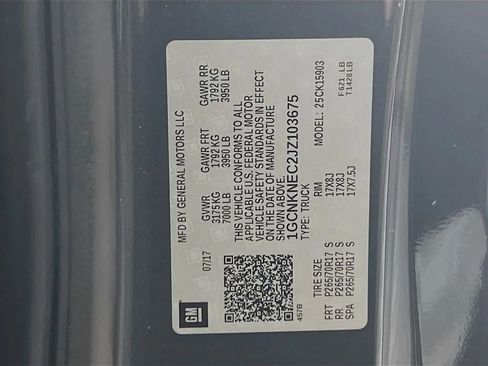 MFD BY GENERAL MOTORS LLC
07/17 GVWR GAWR FRT GAWR RR
3175 KG 1792 KG 1792 KG
7000 LB 3950 LB 3950 LB
THIS VEHICLE CONFORMS TO ALL
APPLICABLE U.S. FEDERAL MOTOR
VEHICLE SAFETY STANDARDS IN EFFECT
ON THE DATE OF MANUFACTURE
SHOWN ABOVE.
1GCNKNEC2JZ103675
TYPE: TRUCK MODEL: 25CK15903
GM
457B
TIRE SIZE RIM
FRT P265/70R17 S 17X8J
RR P265/70R17 S 17X8J
SPA P265/70R17 S 17X7.5J
F621 LB
T1428LB